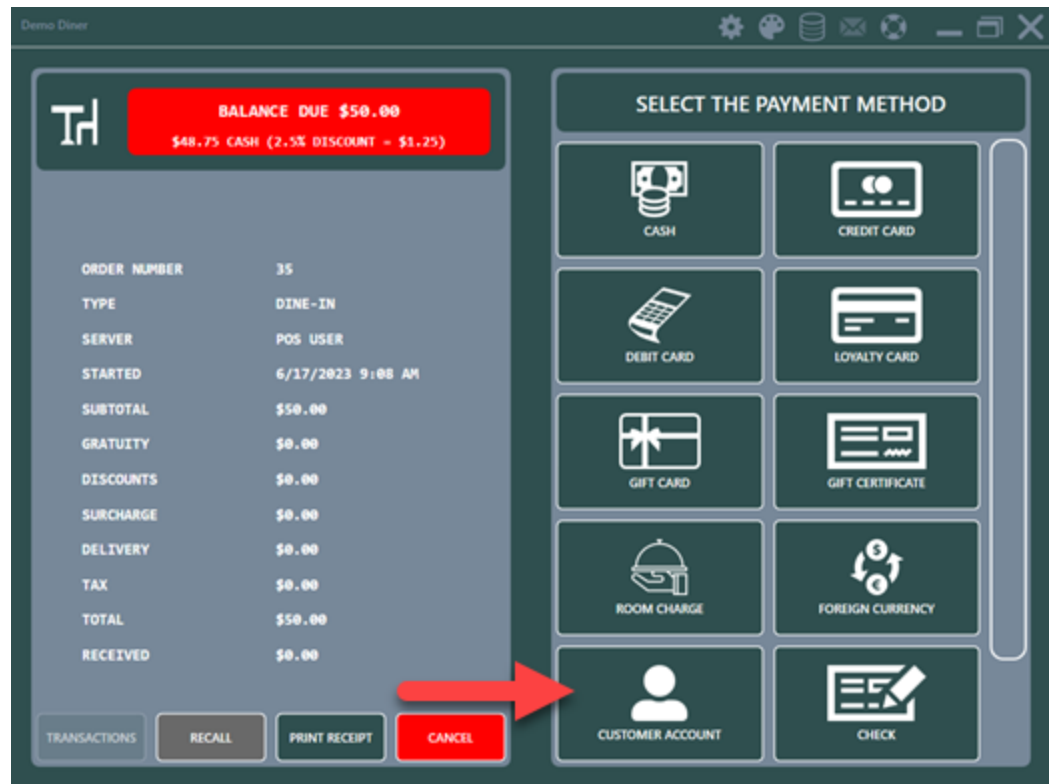 Demo Diner
BALANCE DUE $50.00
$48.75 CASH (2.5% DISCOUNT = $1.25)
ORDER NUMBER 35
TYPE DINE-IN
SERVER POS USER
STARTED 6/17/2023 9:08 AM
SUBTOTAL $50.00
GRATUITY $0.00
DISCOUNTS $0.00
SURCHARGE $0.00
DELIVERY $0.00
TAX $0.00
TOTAL $50.00
RECEIVED $0.00
TRANSACTIONS RECALL PRINT RECEIPT CANCEL
SELECT THE PAYMENT METHOD
CASH CREDIT CARD
DEBIT CARD LOYALTY CARD
GIFT CARD GIFT CERTIFICATE
$
€
ROOM CHARGE FOREIGN CURRENCY
CUSTOMER ACCOUNT CHECK